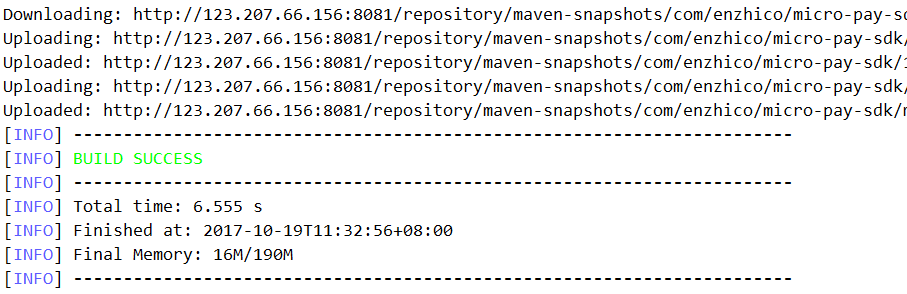 Downloading: http://123.207.66.156:8081/repository/maven-snapshots/com/enzhico/micro-pay-sd
Uploading: http://123.207.66.156:8081/repository/maven-snapshots/com/enzhico/micro-pay-sdk/
Uploaded: http://123.207.66.156:8081/repository/maven-snapshots/com/enzhico/micro-pay-sdk/1
Uploading: http://123.207.66.156:8081/repository/maven-snapshots/com/enzhico/micro-pay-sdk/
Uploaded: http://123.207.66.156:8081/repository/maven-snapshots/com/enzhico/micro-pay-sdk/m
[INFO] ------------------------------------------------------------------------
[INFO] BUILD SUCCESS
[INFO] ------------------------------------------------------------------------
[INFO] Total time: 6.555 s
[INFO] Finished at: 2017-10-19T11:32:56+08:00
[INFO] Final Memory: 16M/190M
[INFO] ------------------------------------------------------------------------